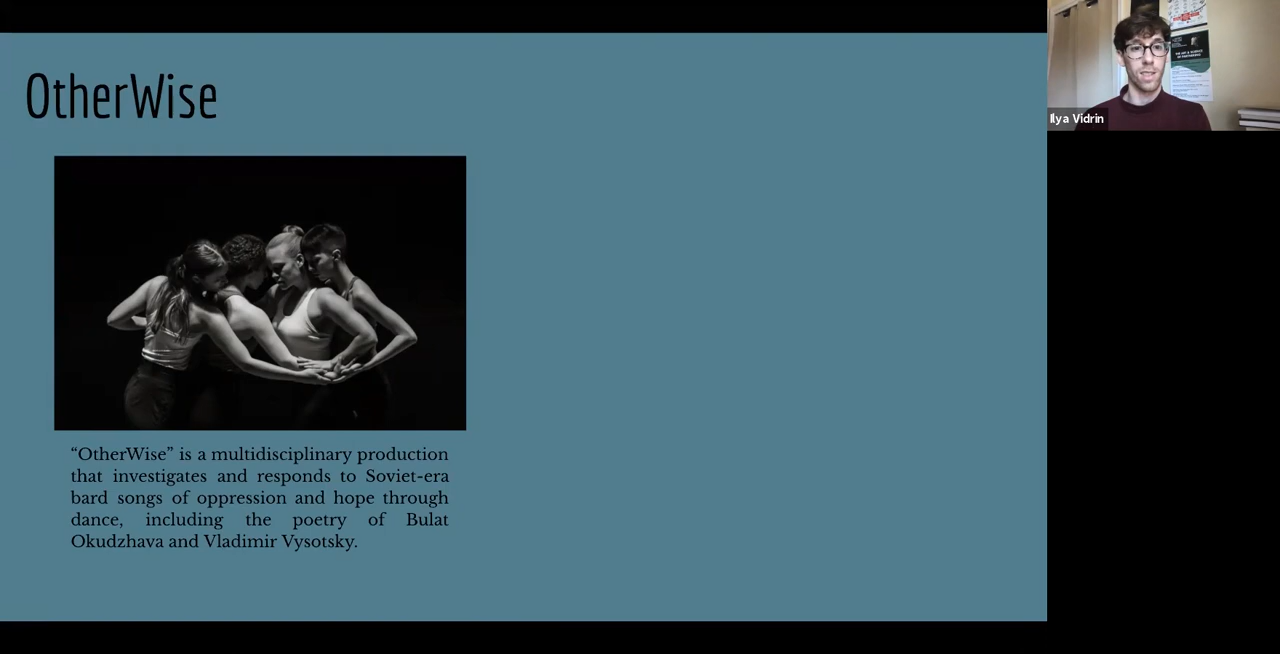 OtherWise
“OtherWise” is a multidisciplinary production
that investigates and responds to Soviet-era
bard songs of oppression and hope through
dance, including the poetry of Bulat
Okudzhava and Vladimir Vysotsky.
Ilya Vidrin